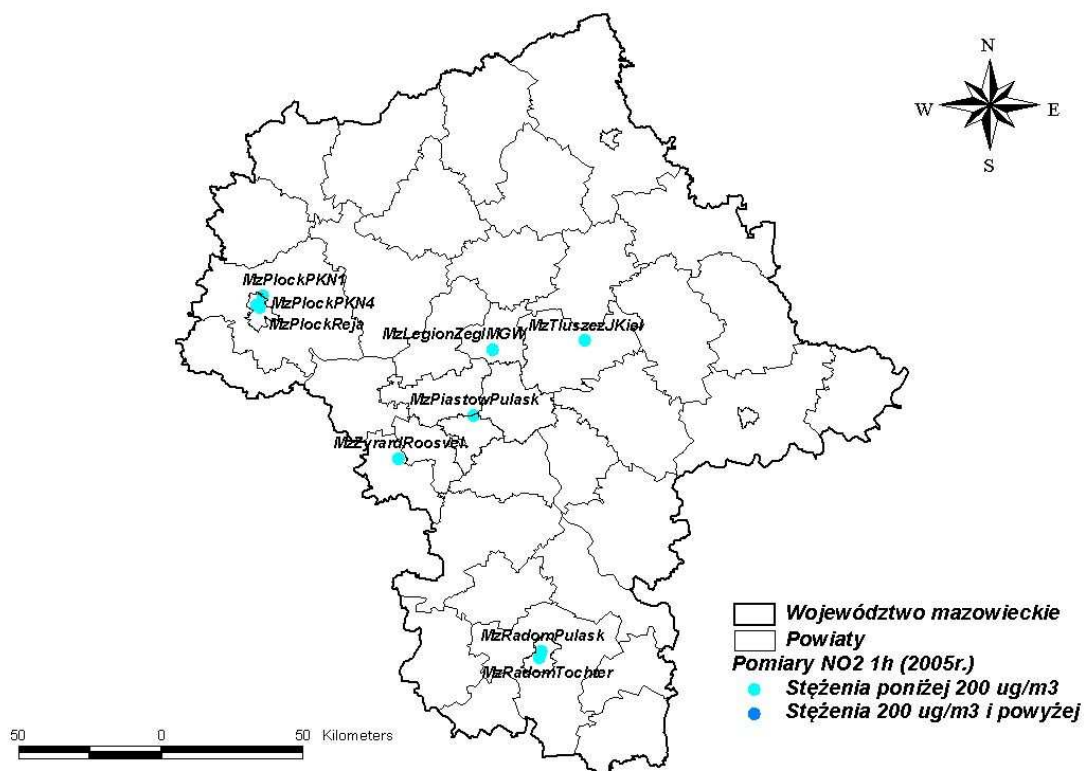 N
W E
S
MzPlockPKN1
MzPlockPKN4
MzPlockReja
MzLegionZegIMGW
MzTluszczJKiel
MzPiastowPulask
MzZyrardRoosvel.
MzRadomPulask
MzRadomTochter
Województwo mazowieckie
Powiaty
Pomiary NO2 1h (2005r.)
Stężenia poniżej 200 ug/m3
Stężenia 200 ug/m3 i powyżej
50 0 50 Kilometers